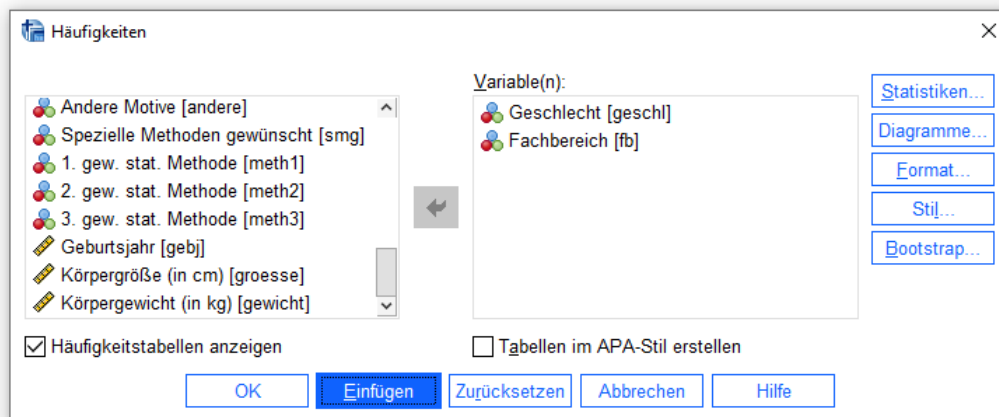 Häufigkeiten
Variable(n):
Andere Motive [andere]
Spezielle Methoden gewünscht [smg]
1. gew. stat. Methode [meth1]
2. gew. stat. Methode [meth2]
3. gew. stat. Methode [meth3]
Geburtsjahr [gebj]
Körpergröße (in cm) [groesse]
Körpergewicht (in kg) [gewicht]
Geschlecht [geschl]
Fachbereich [fb]
Statistiken...
Diagramme...
Format...
Stil...
Bootstrap...
Häufigkeitstabellen anzeigen
Tabellen im APA-Stil erstellen
OK
Einfügen
Zurücksetzen
Abbrechen
Hilfe